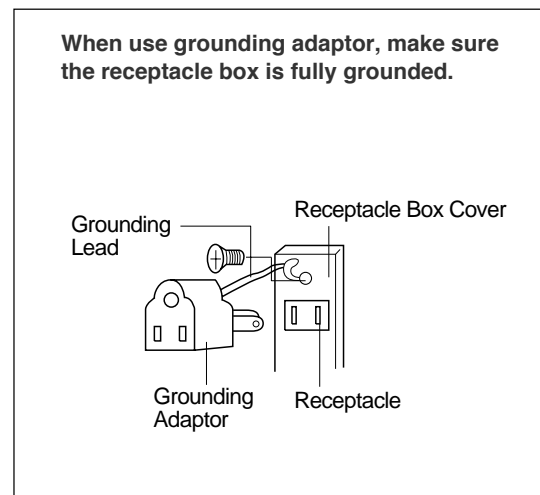 When use grounding adaptor, make sure
the receptacle box is fully grounded.
Grounding
Lead
Receptacle Box Cover
Grounding
Adaptor
Receptacle